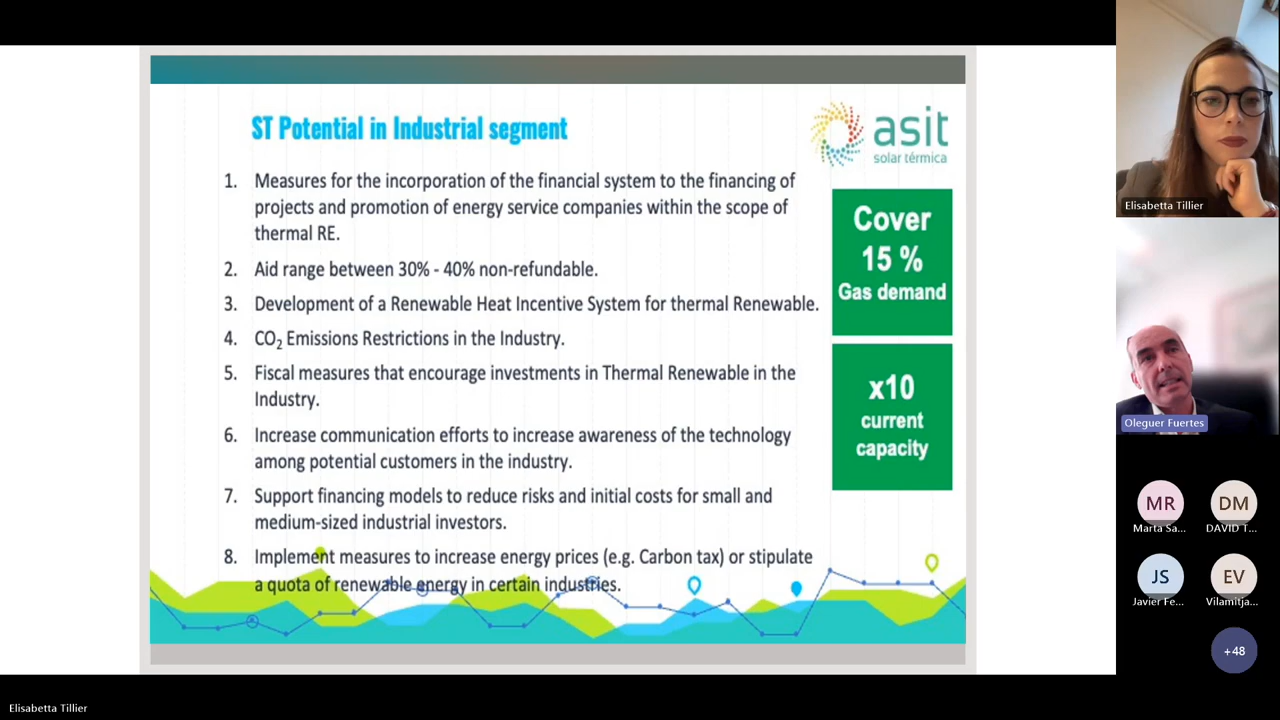 ST Potential in Industrial segment
asit
solar térmica
1. Measures for the incorporation of the financial system to the financing of
projects and promotion of energy service companies within the scope of
thermal RE.
2. Aid range between 30% - 40% non-refundable.
3. Development of a Renewable Heat Incentive System for thermal Renewable.
4. CO₂ Emissions Restrictions in the Industry.
5. Fiscal measures that encourage investments in Thermal Renewable in the
Industry.
6. Increase communication efforts to increase awareness of the technology
among potential customers in the industry.
7. Support financing models to reduce risks and initial costs for small and
medium-sized industrial investors.
8. Implement measures to increase energy prices (e.g. Carbon tax) or stipulate
a quota of renewable energy in certain industries.
Cover
15 %
Gas demand
x10
current
capacity
Elisabetta Tillier
Oleguer Fuertes
MR
Marta Sa...
DM
DAVID T...
JS
Javier Fe...
EV
Vilamitja...
+48
Elisabetta Tillier